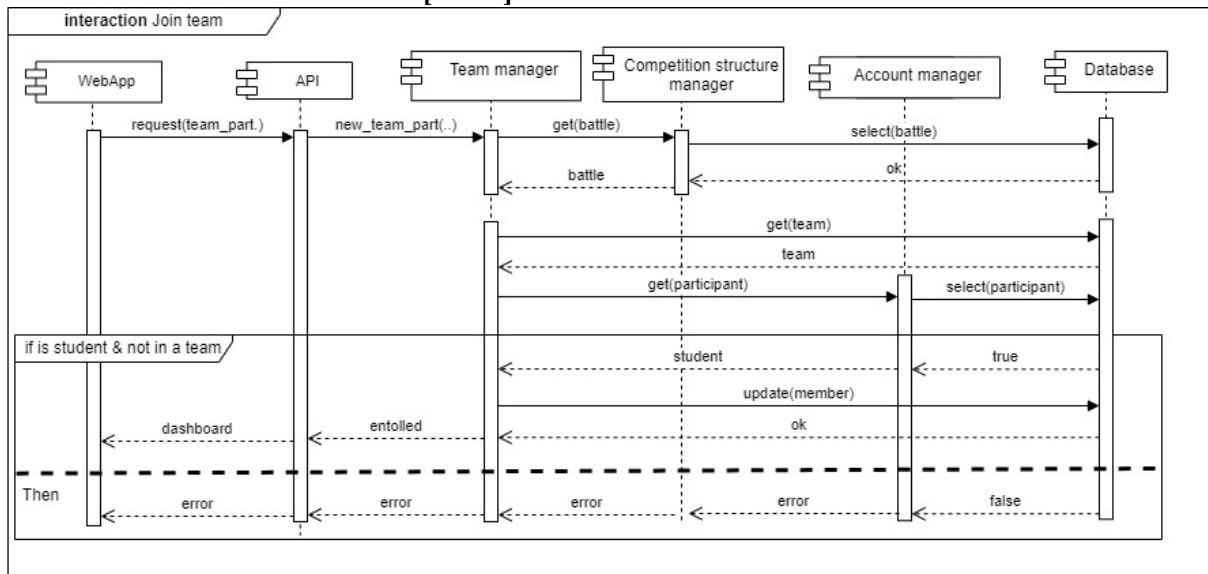 interaction Join team
WebApp
API
Team manager
Competition structure
manager
Account manager
Database
request(team_part.)
new_team_part(..)
get(battle)
select(battle)
ok
battle
get(team)
team
get(participant)
select(participant)
if is student & not in a team
student
true
update(member)
dashboard
entolled
ok
Then
error
error
error
error
false